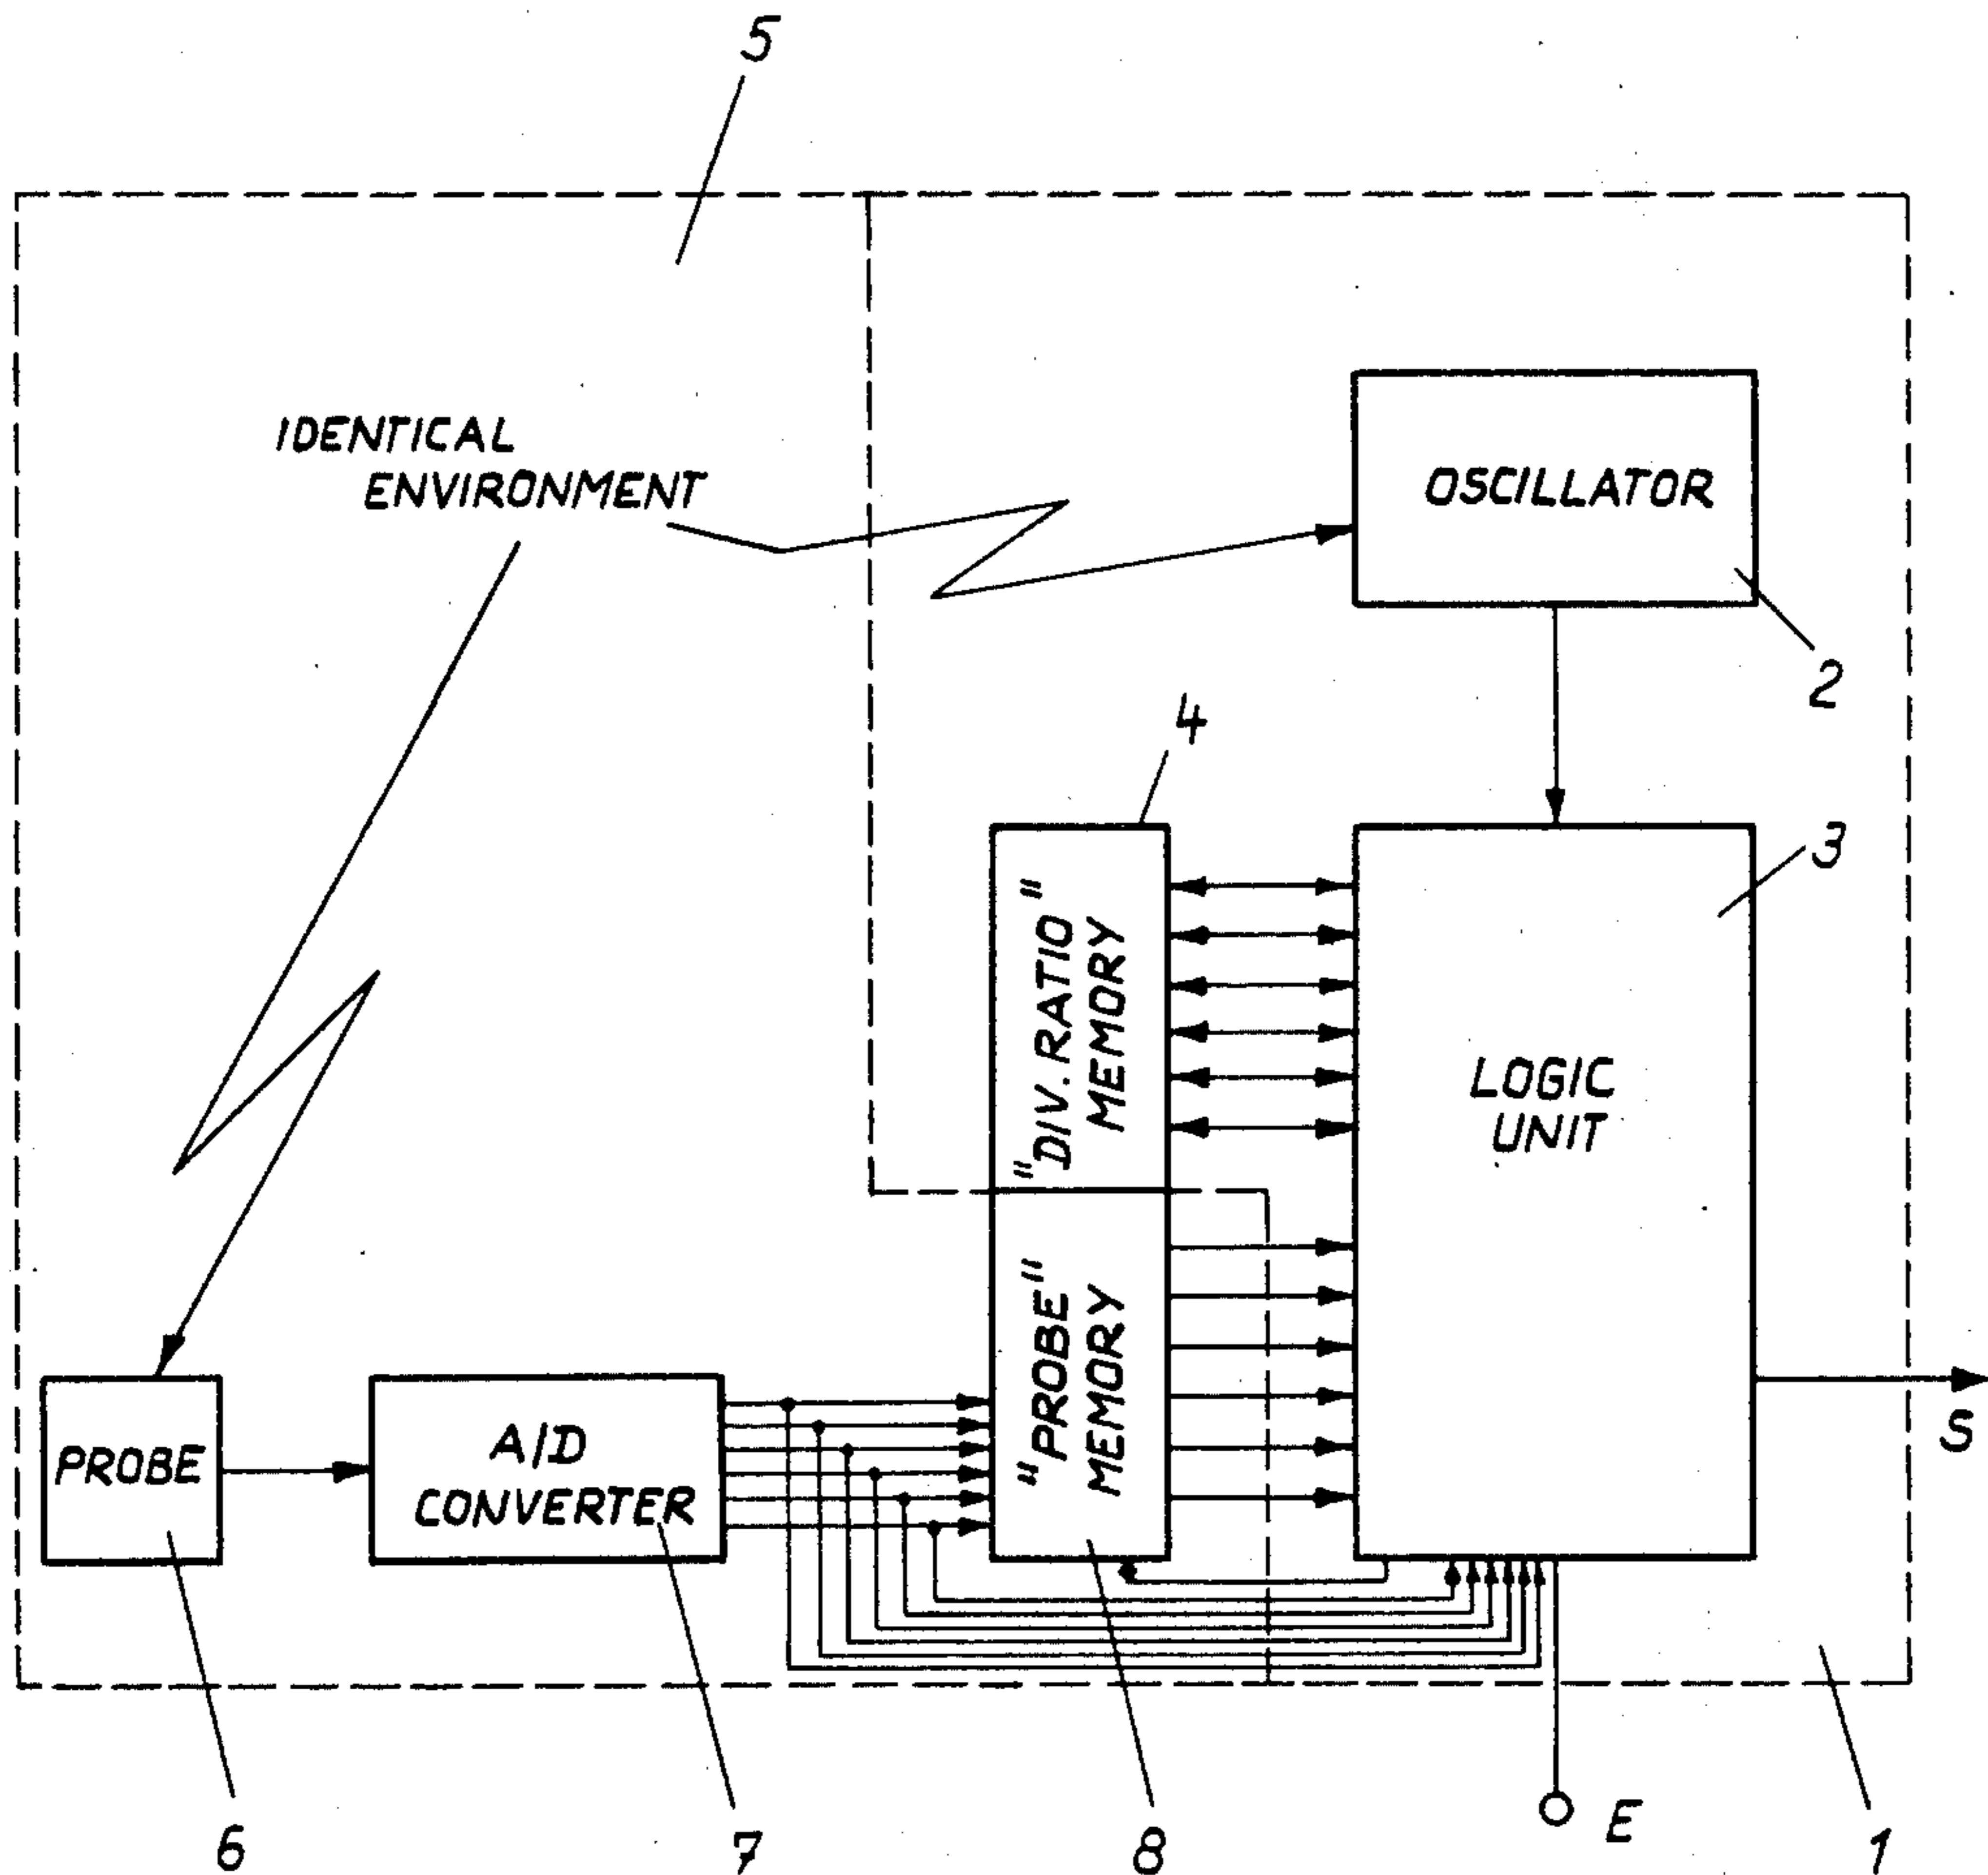 5
IDENTICAL
ENVIRONMENT
OSCILLATOR
2
4
3
"DIV. RATIO"
MEMORY
LOGIC
UNIT
"PROBE"
MEMORY
PROBE
A/D
CONVERTER
S
6
7
8
E
1